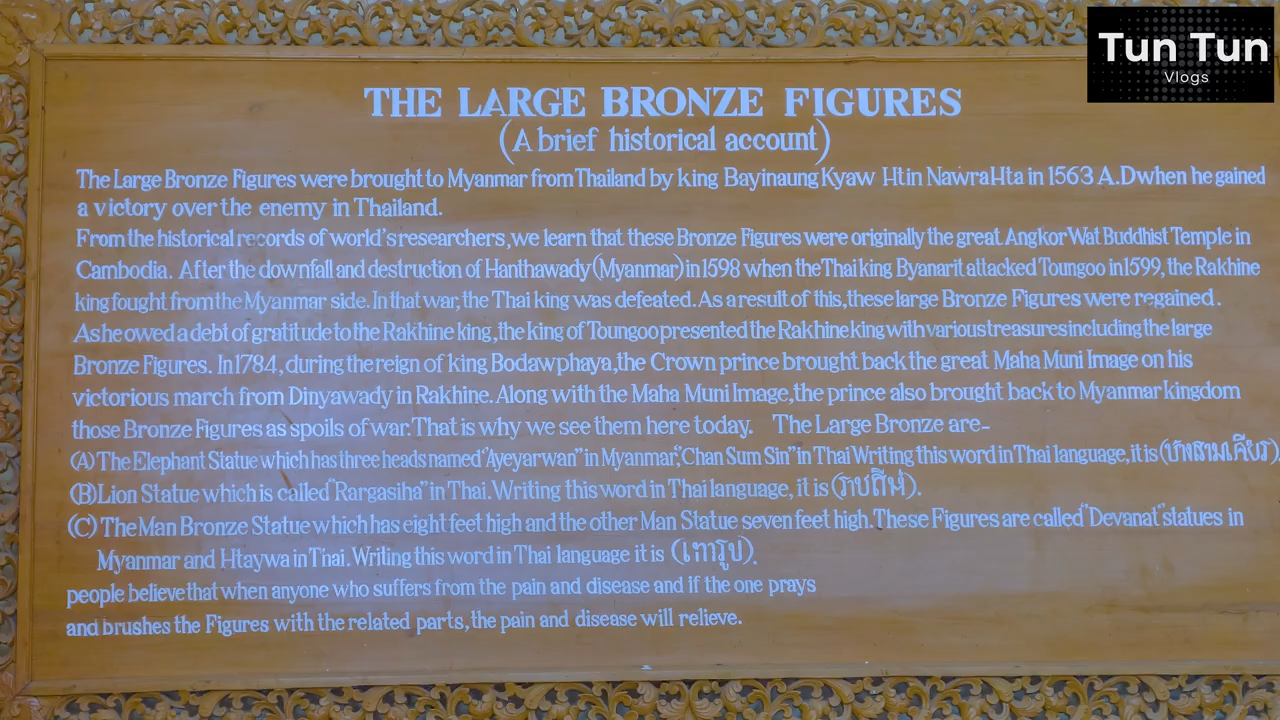 Tun Tun
Vlogs
THE LARGE BRONZE FIGURES
(A brief historical account)
The Large Bronze Figures were brought to Myanmar from Thailand by king Bayinaung Kyaw Htin NawraHta in 1563 A.D when he gained
a victory over the enemy in Thailand.
From the historical records of world's researchers, we learn that these Bronze Figures were originally the great Angkor Wat Buddhist Temple in
Cambodia. After the downfall and destruction of Hanthawady (Myanmar) in 1598 when the Thai king Byanarit attacked Toungoo in 1599, the Rakhine
king fought from the Myanmar side. In that war, the Thai king was defeated. As a result of this, these large Bronze Figures were regained.
As he owed a debt of gratitude to the Rakhine king, the king of Toungoo presented the Rakhine king with various treasures including the large
Bronze Figures. In 1784, during the reign of king Bodawphaya, the Crown prince brought back the great Maha Muni Image on his
victorious march from Dinyawady in Rakhine. Along with the Maha Muni Image, the prince also brought back to Myanmar kingdom
those Bronze Figures as spoils of war. That is why we see them here today. The Large Bronze are-
(A) The Elephant Statue which has three heads named "Ayeyarwan" in Myanmar, "Chan Sum Sin" in Thai Writing this word in Thai language, it is
(B) Lion Statue which is called "Rargasiha" in Thai. Writing this word in Thai language, it is (ราชสีห์).
(C) The Man Bronze Statue which has eight feet high and the other Man Statue seven feet high. These Figures are called "Devanat" statues in
Myanmar and Htaywa in Thai. Writing this word in Thai language it is (เทารูป).
people believe that when anyone who suffers from the pain and disease and if the one prays
and brushes the Figures with the related parts, the pain and disease will relieve.